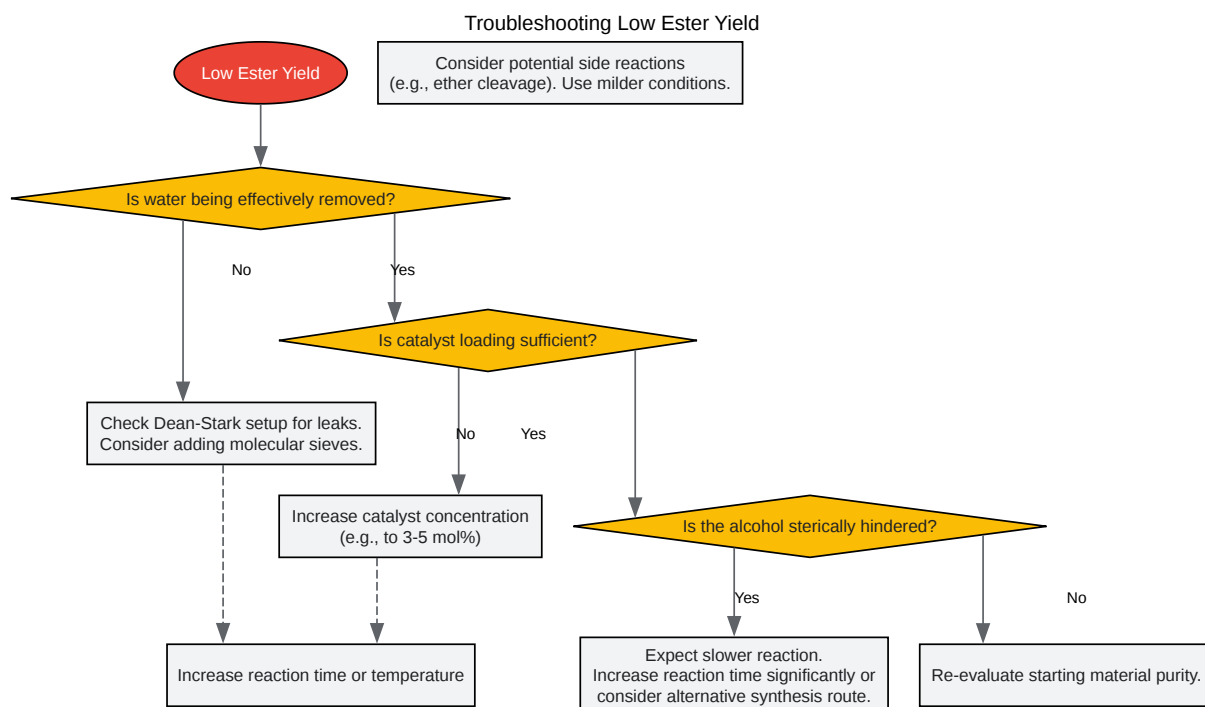 Troubleshooting Low Ester Yield
Low Ester Yield
Consider potential side reactions
(e.g., ether cleavage). Use milder conditions.
Is water being effectively removed?
No
Yes
Is catalyst loading sufficient?
Check Dean-Stark setup for leaks.
Consider adding molecular sieves.
No
Yes
Increase catalyst concentration
(e.g., to 3-5 mol%)
Is the alcohol sterically hindered?
Yes
No
Increase reaction time or temperature
Expect slower reaction.
Increase reaction time significantly or
consider alternative synthesis route.
Re-evaluate starting material purity.